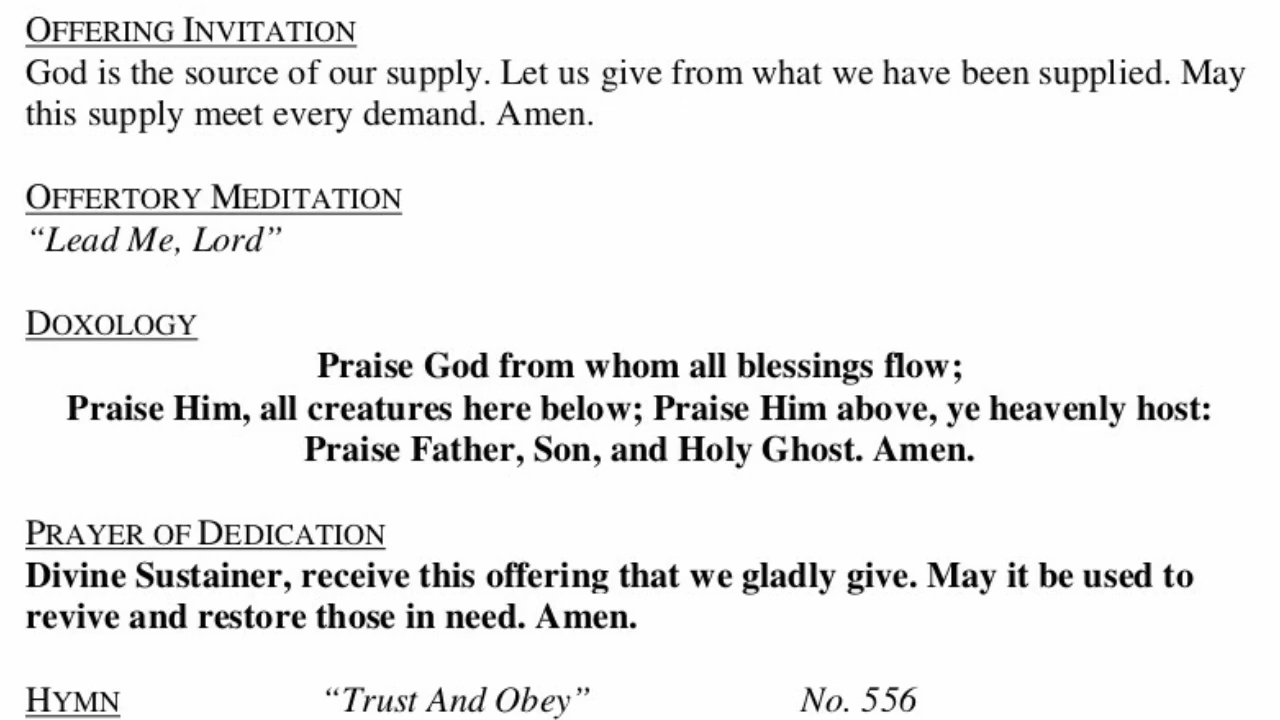 OFFERING INVITATION
God is the source of our supply. Let us give from what we have been supplied. May
this supply meet every demand. Amen.
OFFERTORY MEDITATION
“Lead Me, Lord”
DOXOLOGY
Praise God from whom all blessings flow;
Praise Him, all creatures here below; Praise Him above, ye heavenly host:
Praise Father, Son, and Holy Ghost. Amen.
PRAYER OF DEDICATION
Divine Sustainer, receive this offering that we gladly give. May it be used to
revive and restore those in need. Amen.
HYMN “Trust And Obey” No. 556